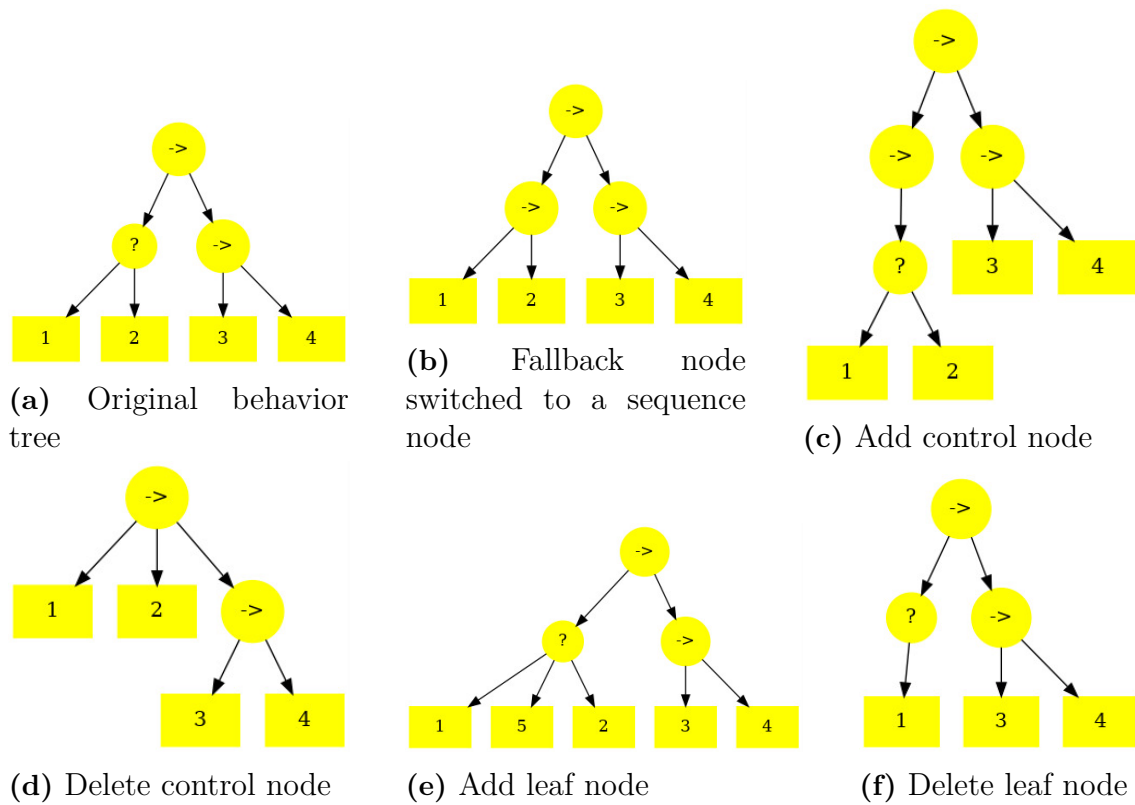 ->
? ->
1 2 3 4
(a) Original behavior
tree
->
-> ->
1 2 3 4
(b) Fallback node
switched to a sequence
node
->
-> ->
? 3 4
1 2
(c) Add control node
->
1 2 ->
3 4
(d) Delete control node
->
? ->
1 5 2 3 4
(e) Add leaf node
->
? ->
1 3 4
(f) Delete leaf node